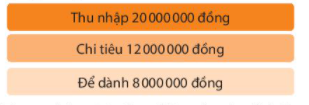 Thu nhập 20 000 000 đồng
Chi tiêu 12 000 000 đồng
Để dành 8 000 000 đồng